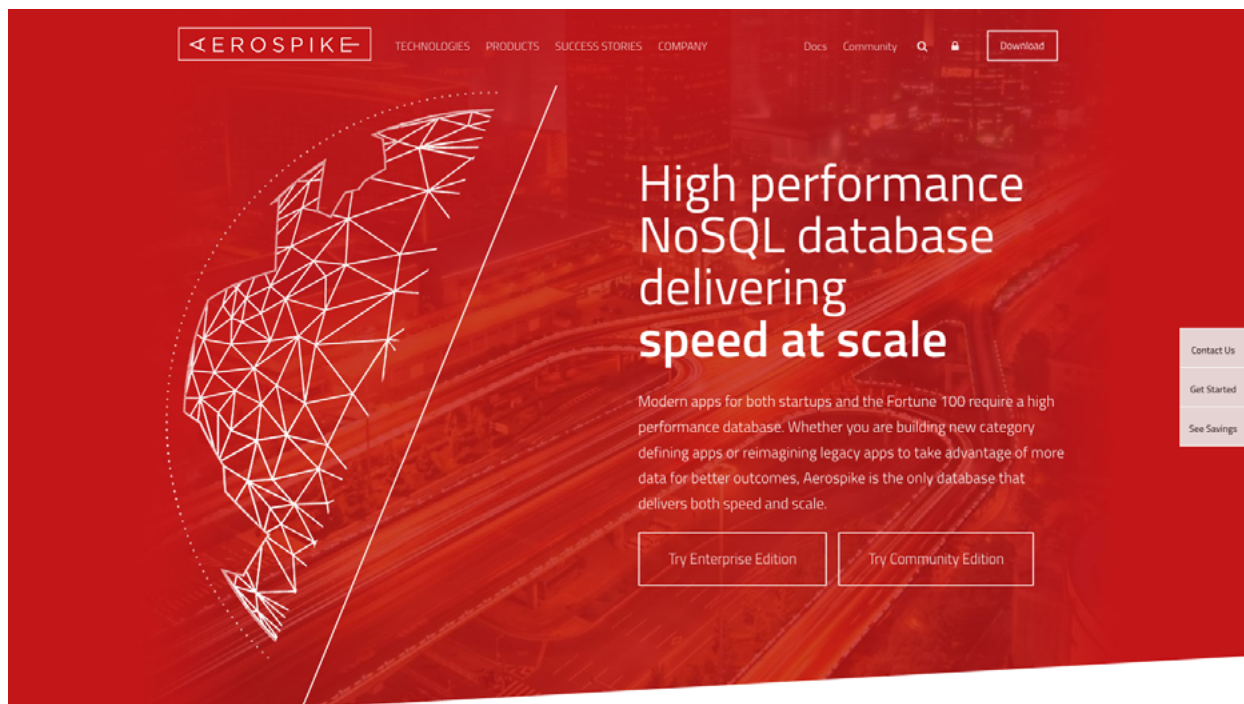 AEROSPIKE
TECHNOLOGIES PRODUCTS SUCCESS STORIES COMPANY
Docs Community
Download
High performance
NoSQL database
delivering
speed at scale
Modern apps for both startups and the Fortune 100 require a high
performance database. Whether you are building new category
defining apps or reimagining legacy apps to take advantage of more
data for better outcomes, Aerospike is the only database that
delivers both speed and scale.
Try Enterprise Edition
Try Community Edition
Contact Us
Get Started
See Savings